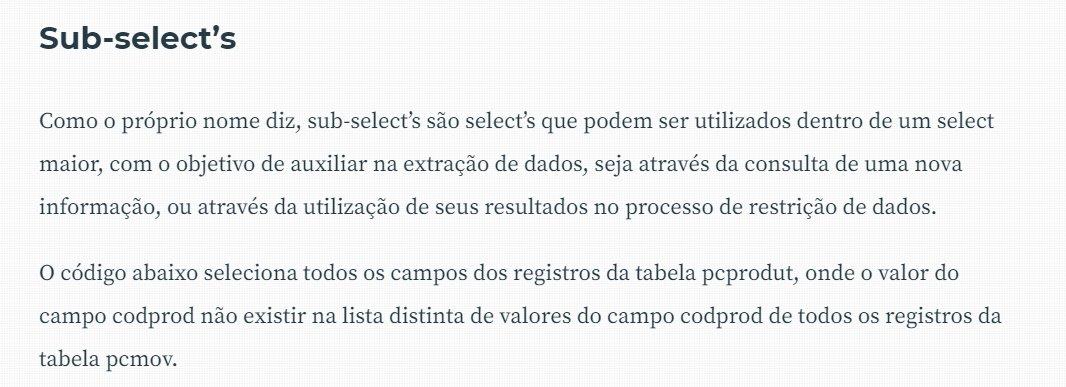 Sub-select’s
Como o próprio nome diz, sub-select’s são select’s que podem ser utilizados dentro de um select
maior, com o objetivo de auxiliar na extração de dados, seja através da consulta de uma nova
informação, ou através da utilização de seus resultados no processo de restrição de dados.
O código abaixo seleciona todos os campos dos registros da tabela pcprodut, onde o valor do
campo codprod não existir na lista distinta de valores do campo codprod de todos os registros da
tabela pcmov.